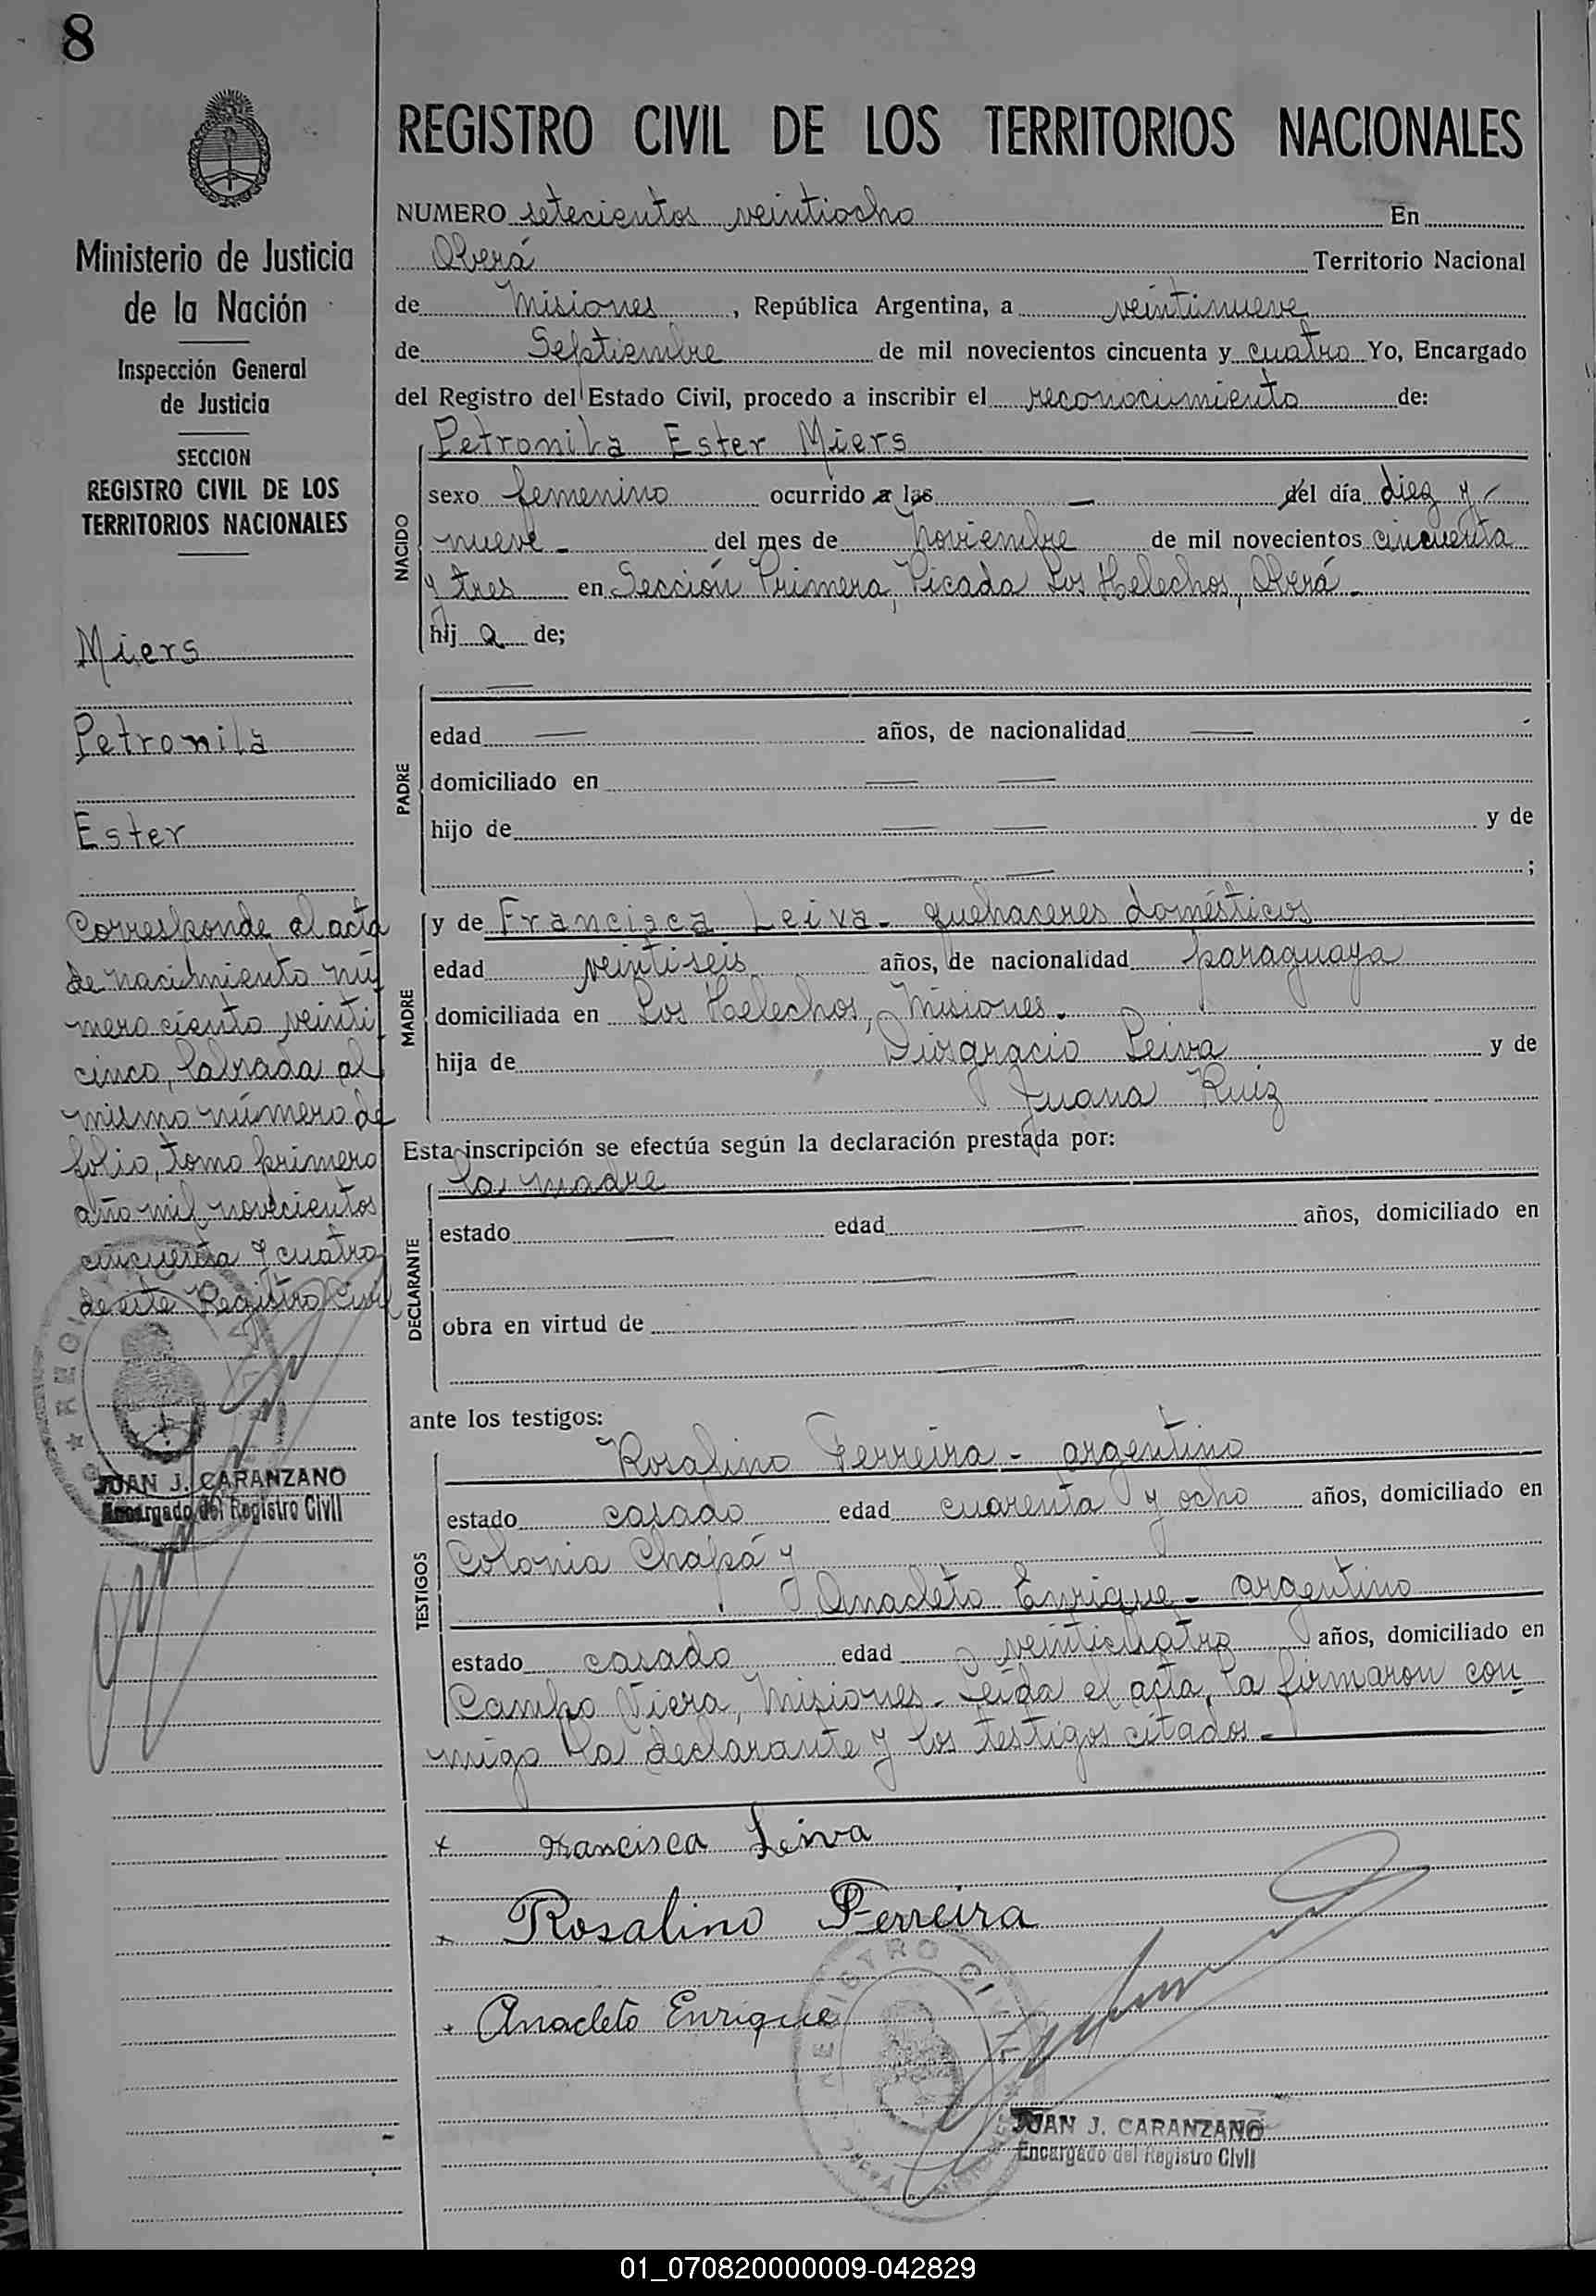 8
REGISTRO CIVIL DE LOS TERRITORIOS NACIONALES
Ministerio de Justicia
de la Nación
Inspección General
de Justicia
SECCION
REGISTRO CIVIL DE LOS
TERRITORIOS NACIONALES
Miers
Petronila
Ester
Corresponde al acta
de nacimiento nú
mero ciento veinti
cinco, labrada al
mismo número de
folio, tomo primero
año mil novecientos
cincuenta y cuatro
de este Registro Civil
JUAN J. CARANZANO
Encargado del Registro Civil
NUMERO setecientos veintiocho En
Oberá Territorio Nacional
de Misiones, República Argentina, a veintinueve
de Septiembre de mil novecientos cincuenta y cuatro Yo, Encargado
del Registro del Estado Civil, procedo a inscribir el reconocimiento de:
NACIDO
Petronila Ester Miers
sexo femenino ocurrido a las — del día diez y
nueve - del mes de Noviembre de mil novecientos cincuenta
y tres en Sección Primera, Picada Los Helechos, Oberá -
hij a de;
PADRE
—
edad — años, de nacionalidad —
domiciliado en — —
hijo de — — y de
— — ;
MADRE
y de Francisca Leiva - quehaceres domésticos
edad veintiseis años, de nacionalidad paraguaya
domiciliada en Los Helechos, Misiones.
hija de Diosgracio Leiva y de
Juana Ruiz
Esta inscripción se efectúa según la declaración prestada por:
DECLARANTE
la madre
estado — edad — años, domiciliado en
— —
obra en virtud de — —
— —
ante los testigos:
TESTIGOS
Rosalino Ferreira - argentino
estado casado edad cuarenta y ocho años, domiciliado en
Colonia Chapá y
Anacleto Enrique - argentino
estado casado edad veinticuatro años, domiciliado en
Campo Viera, Misiones - Leída el acta, la firmaron con
migo la declarante y los testigos citados -
x Francisca Leiva
x Rosalino Ferreira
x Anacleto Enrique
REGISTRO CIVIL
JUAN J. CARANZANO
Encargado del Registro Civil
01_070820000009-042829